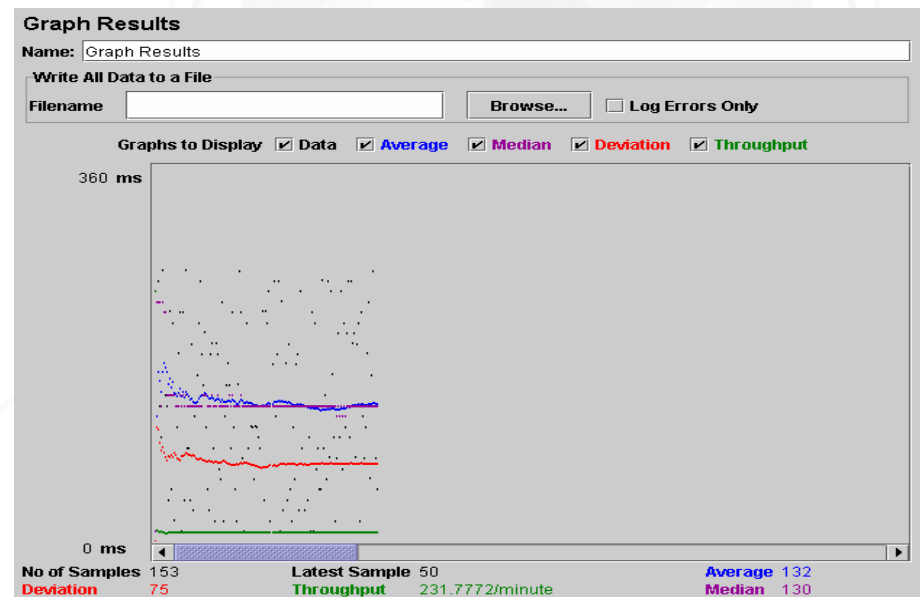 Graph Results
Name: Graph Results
Write All Data to a File
Filename Browse... Log Errors Only
Graphs to Display Data Average Median Deviation Throughput
360 ms
0 ms
No of Samples 153 Latest Sample 50 Average 132
Deviation 75 Throughput 231.7772/minute Median 130